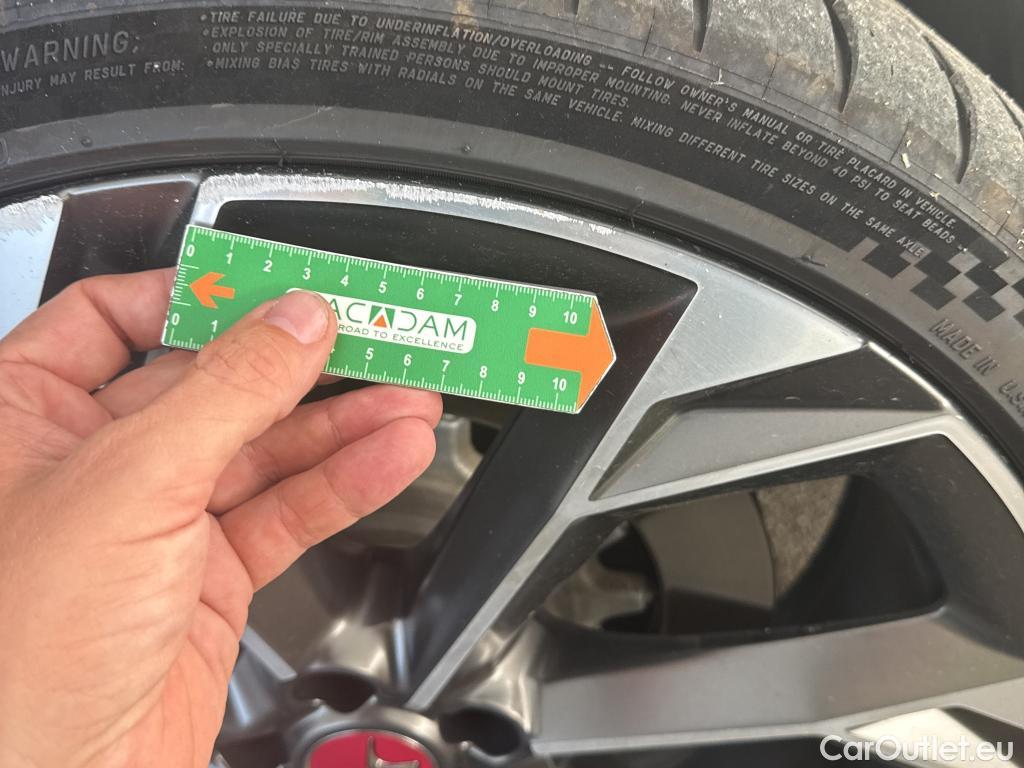 WARNING:
INJURY MAY RESULT FROM:
•TIRE FAILURE DUE TO UNDERINFLATION/OVERLOADING -- FOLLOW OWNER'S MANUAL OR TIRE PLACARD IN VEHICLE.
•EXPLOSION OF TIRE/RIM ASSEMBLY DUE TO IMPROPER MOUNTING. NEVER INFLATE BEYOND 40 PSI TO SEAT BEADS --
ONLY SPECIALLY TRAINED PERSONS SHOULD MOUNT TIRES.
•MIXING BIAS TIRES WITH RADIALS ON THE SAME VEHICLE. MIXING DIFFERENT TIRE SIZES ON THE SAME AXLE
MADE IN U.S.A
0 1 2 3 4 5 6 7 8 9 10
ACADAM
ROAD TO EXCELLENCE
0 1 5 6 7 8 9 10
CarOutlet.eu